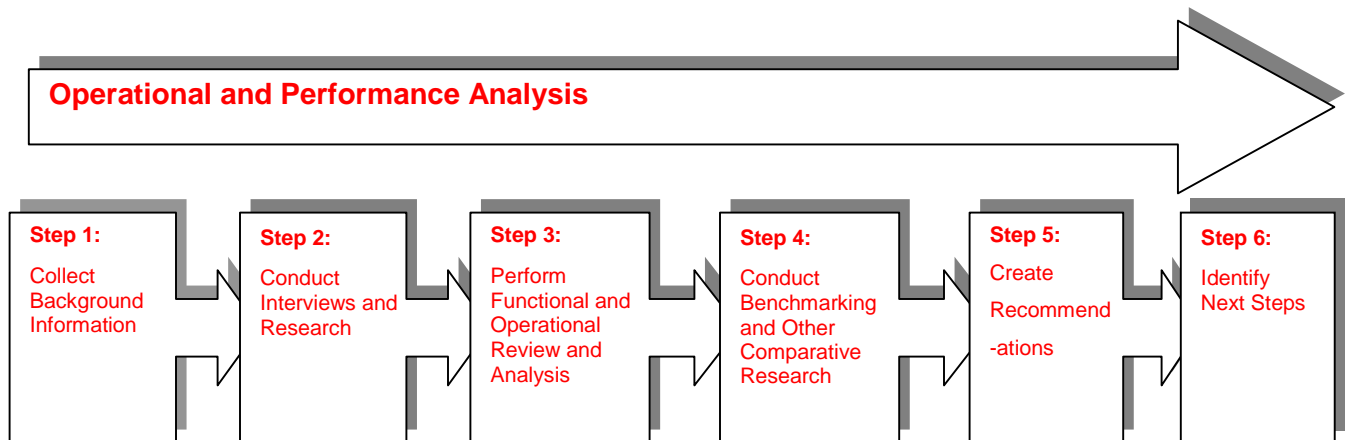 Operational and Performance Analysis
Step 1:
Collect
Background
Information
Step 2:
Conduct
Interviews and
Research
Step 3:
Perform
Functional and
Operational
Review and
Analysis
Step 4:
Conduct
Benchmarking
and Other
Comparative
Research
Step 5:
Create
Recommend
-ations
Step 6:
Identify
Next Steps